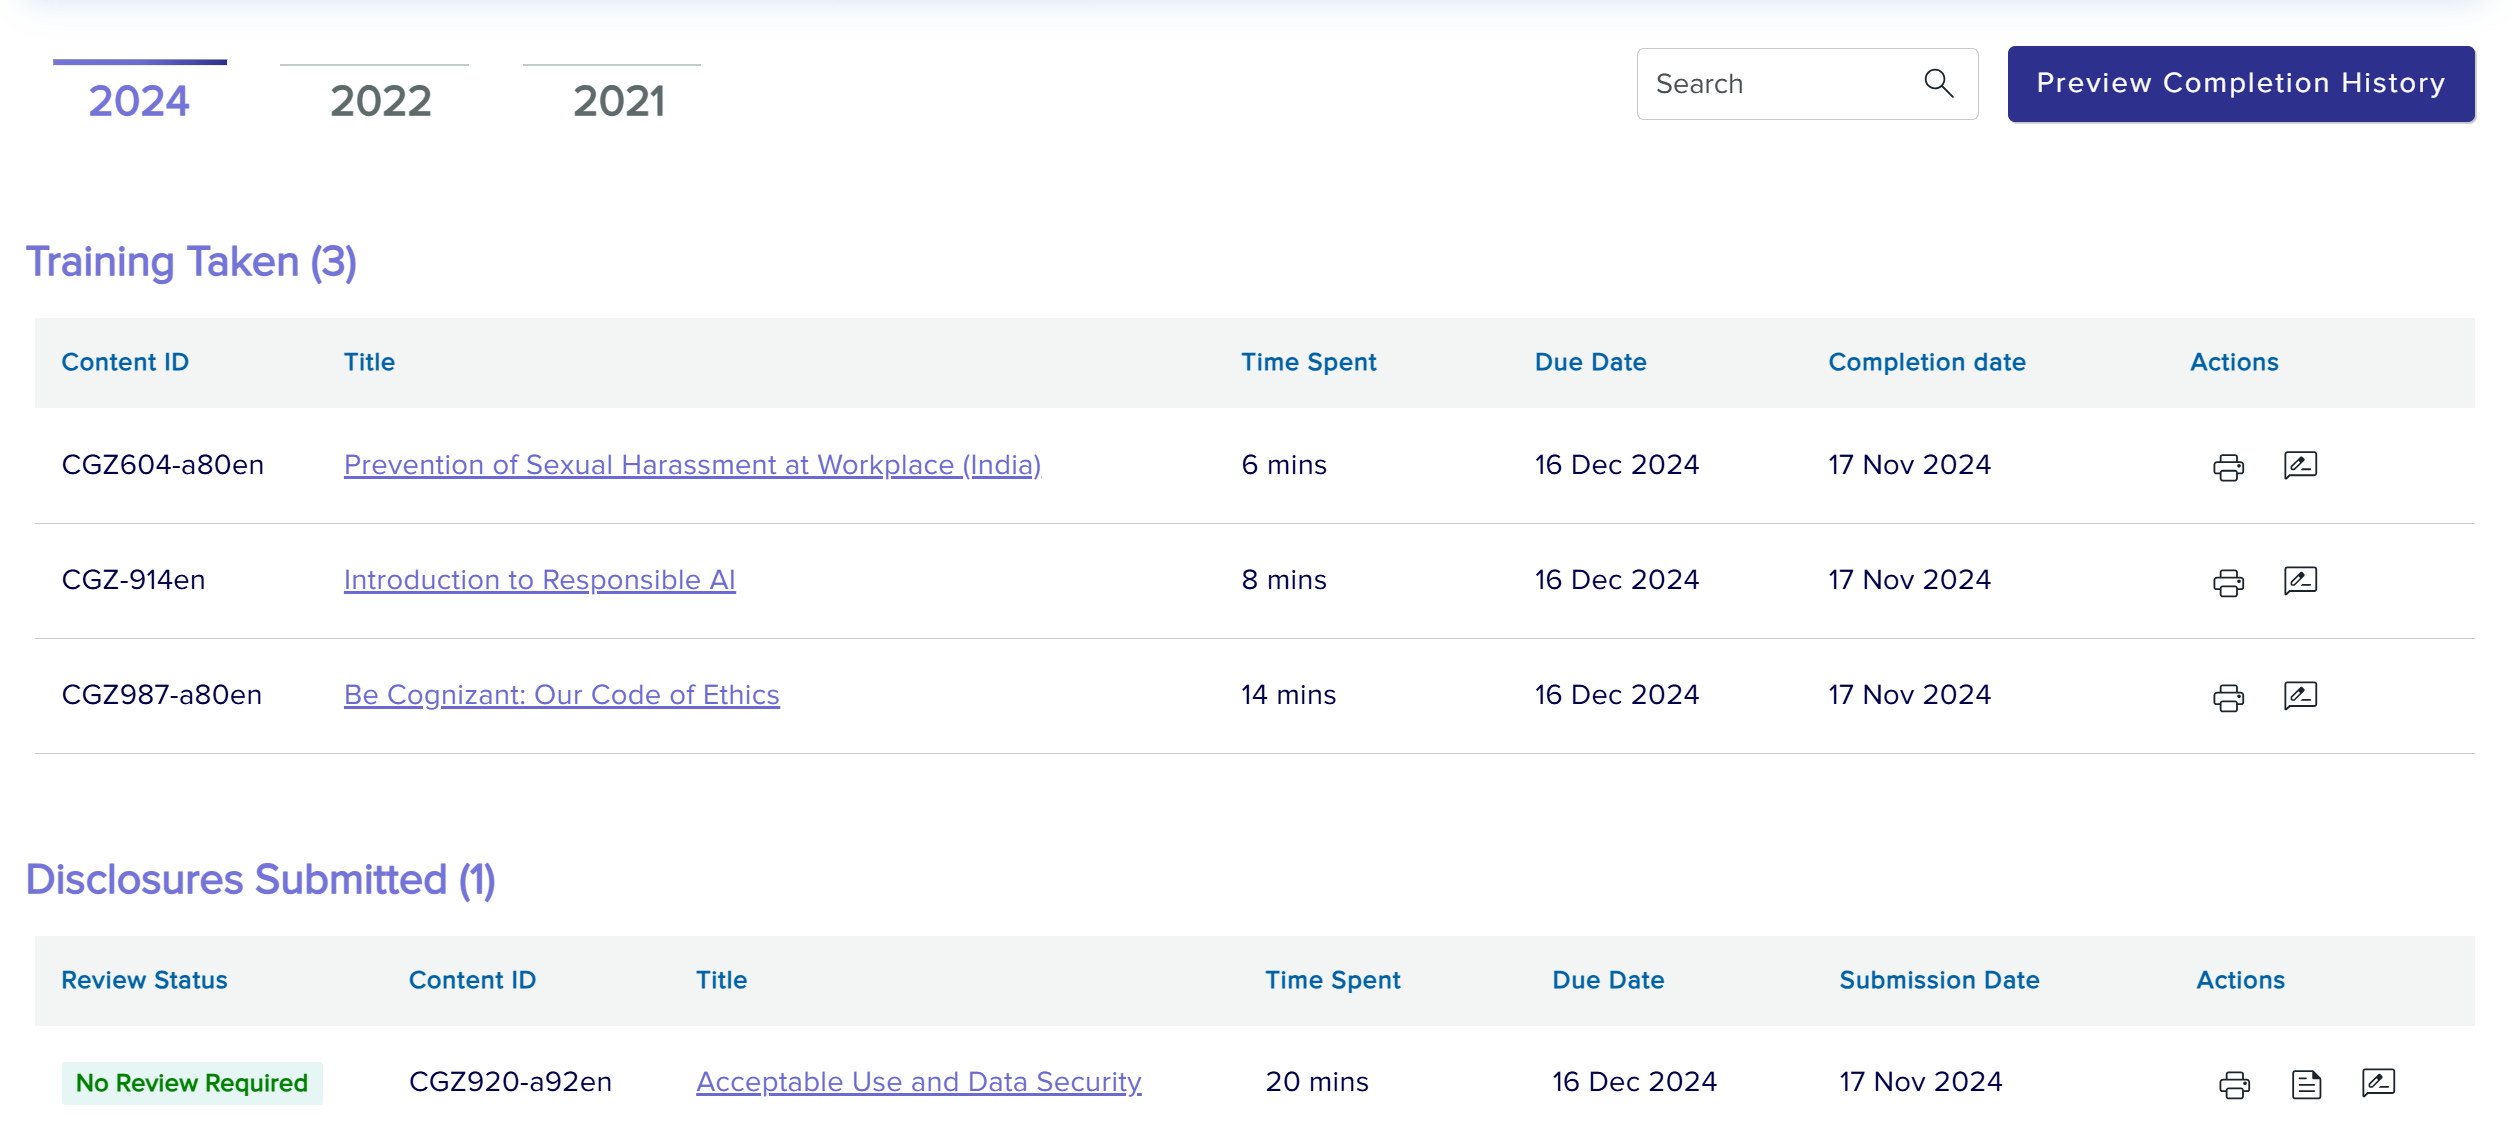 2024 2022 2021 Search Preview Completion History
Training Taken (3)
Content ID Title Time Spent Due Date Completion date Actions
CGZ604-a80en Prevention of Sexual Harassment at Workplace (India) 6 mins 16 Dec 2024 17 Nov 2024
CGZ-914en Introduction to Responsible AI 8 mins 16 Dec 2024 17 Nov 2024
CGZ987-a80en Be Cognizant: Our Code of Ethics 14 mins 16 Dec 2024 17 Nov 2024
Disclosures Submitted (1)
Review Status Content ID Title Time Spent Due Date Submission Date Actions
No Review Required CGZ920-a92en Acceptable Use and Data Security 20 mins 16 Dec 2024 17 Nov 2024